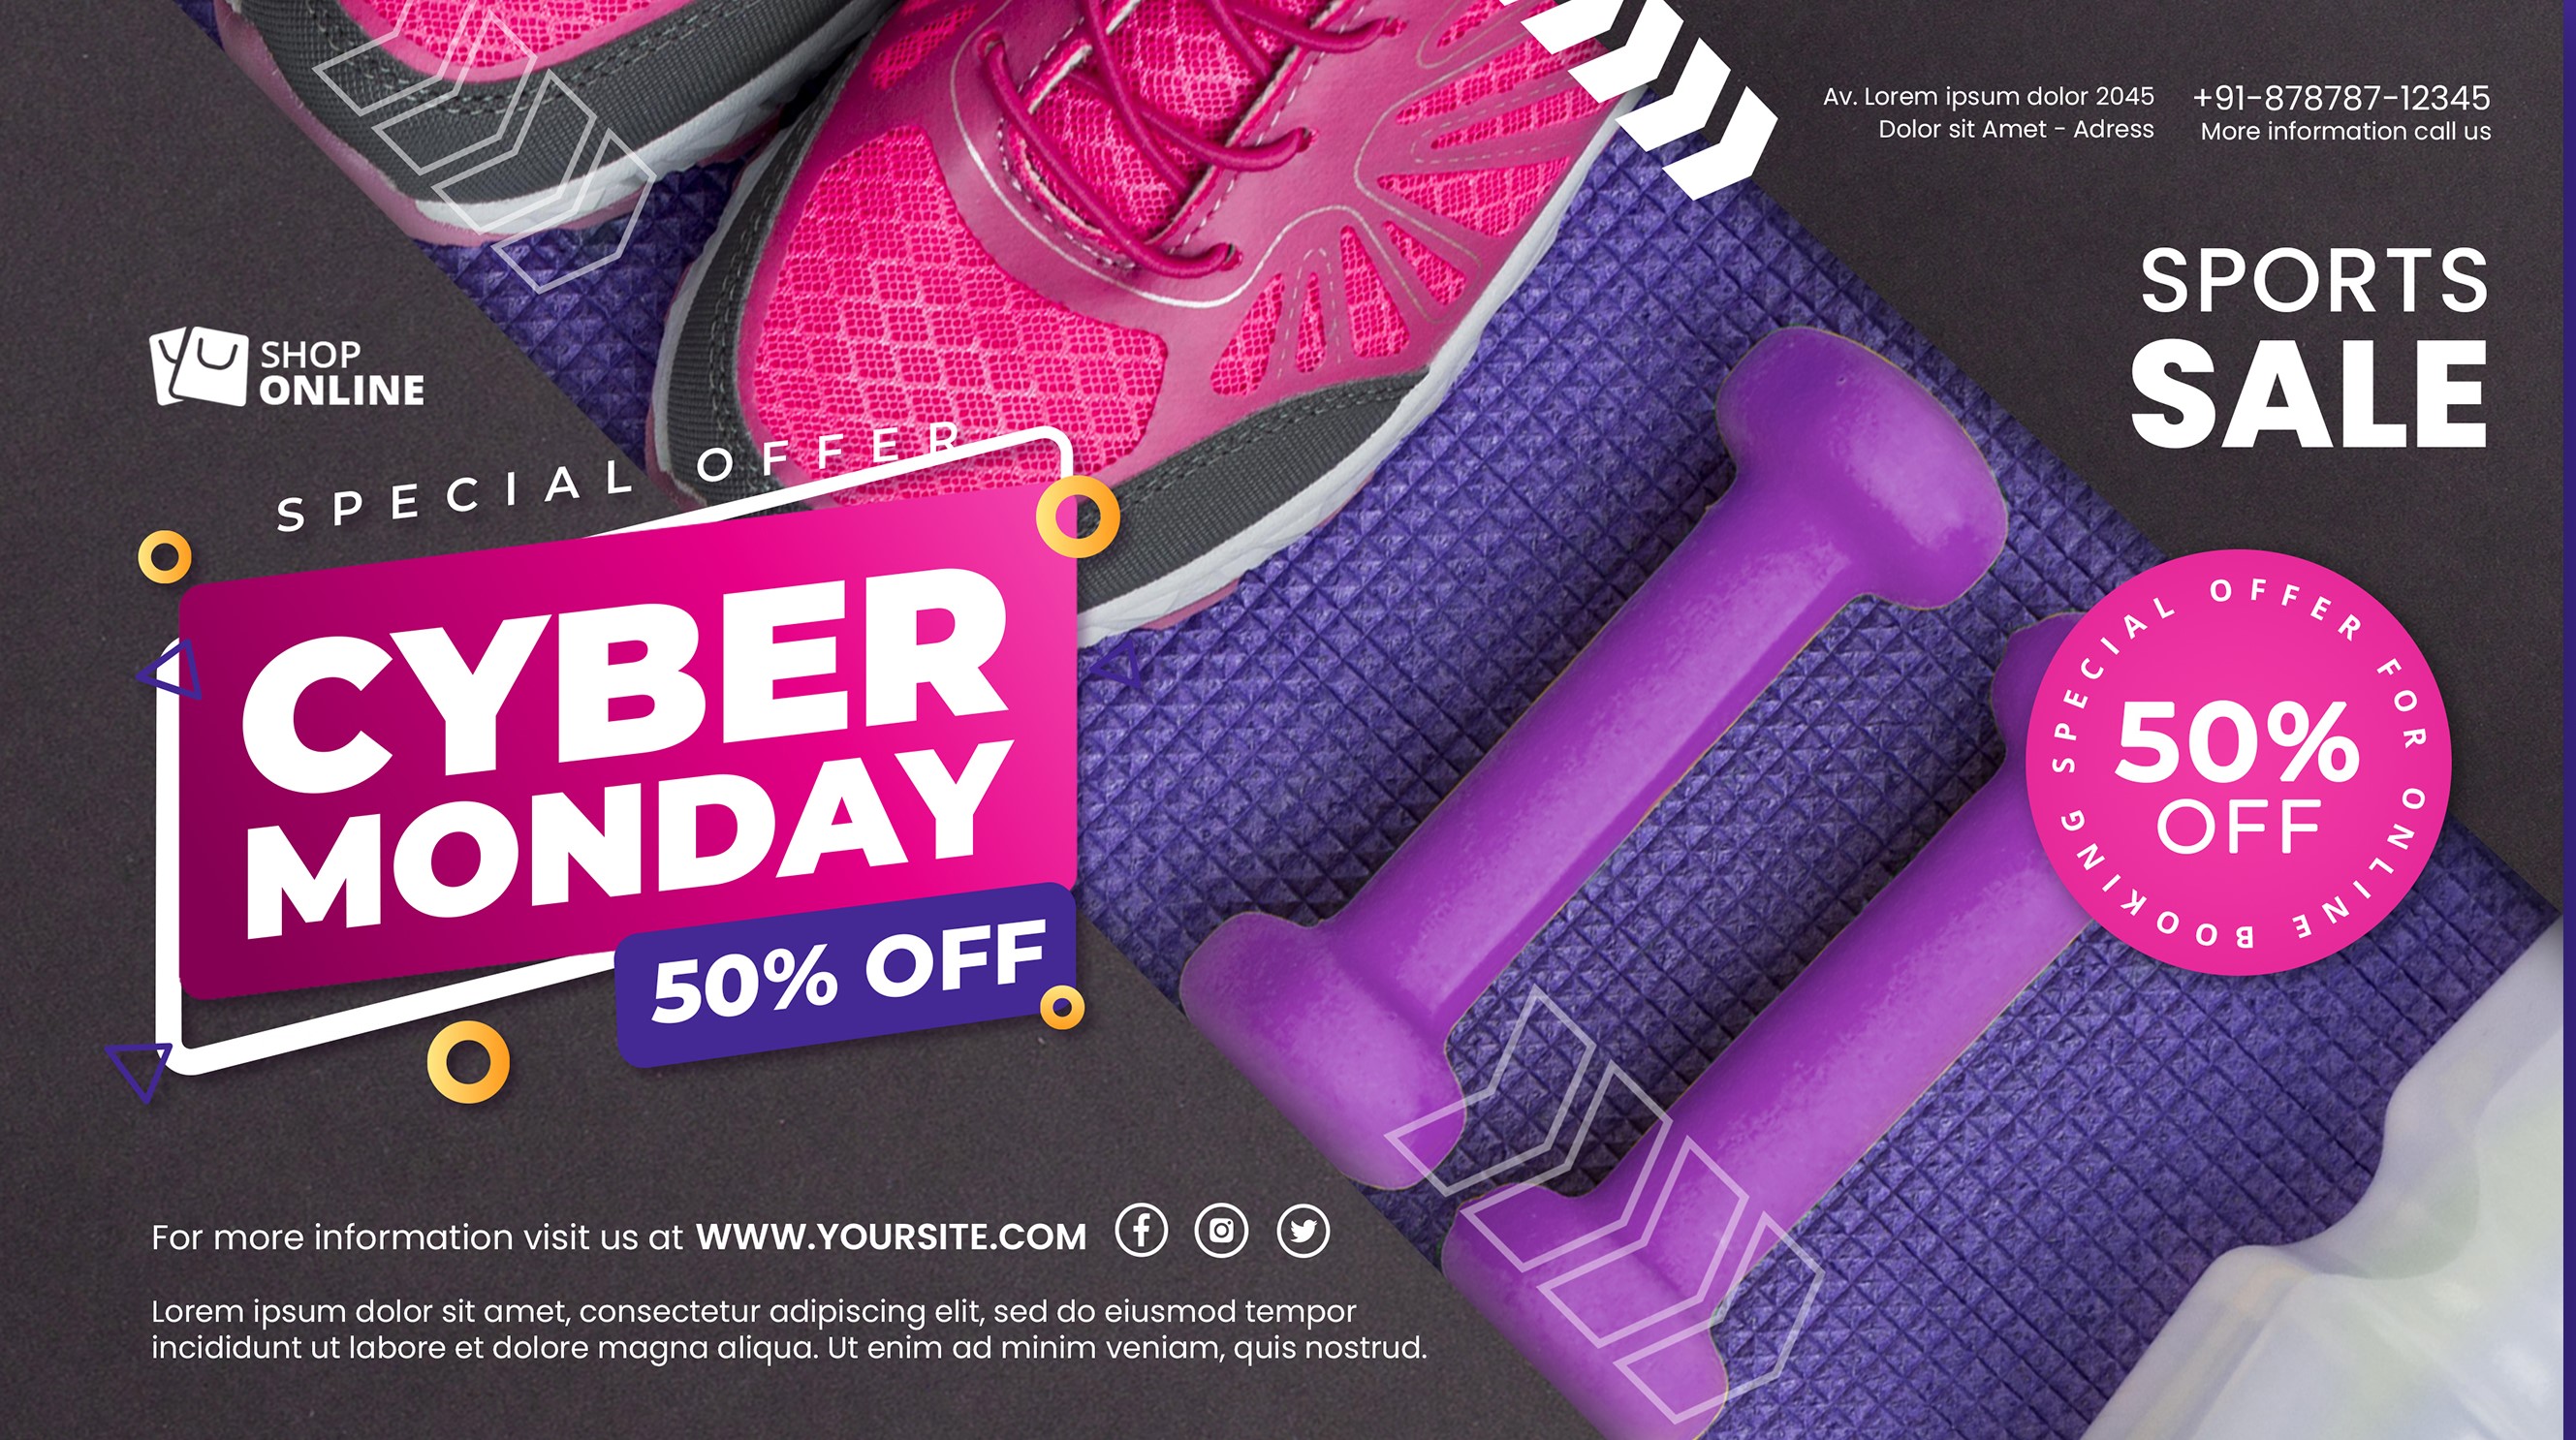 Av. Lorem ipsum dolor 2045
Dolor sit Amet - Adress
+91-878787-12345
More information call us
SPORTS
SALE
SHOP
ONLINE
SPECIAL OFFER
CYBER
MONDAY
50% OFF
SPECIAL OFFER FOR ONLINE BOOKING
50%
OFF
For more information visit us at WWW.YOURSITE.COM
Lorem ipsum dolor sit amet, consectetur adipiscing elit, sed do eiusmod tempor
incididunt ut labore et dolore magna aliqua. Ut enim ad minim veniam, quis nostrud.